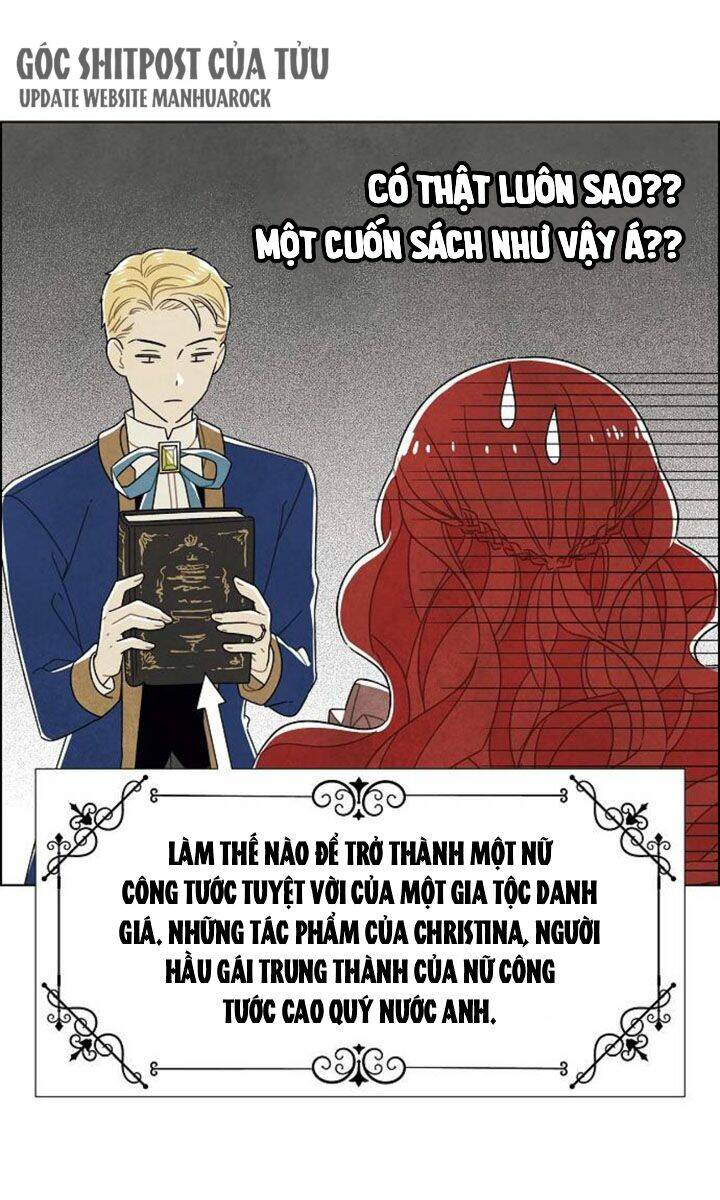 GÓC SHITPOST CỦA TỬU
UPDATE WEBSITE MANHUAROCK
CÓ THẬT LUÔN SAO??
MỘT CUỐN SÁCH NHƯ VẬY Á??
LÀM THẾ NÀO ĐỂ TRỞ THÀNH MỘT NỮ
CÔNG TƯỚC TUYỆT VỜI CỦA MỘT GIA TỘC DANH
GIÁ. NHỮNG TÁC PHẨM CỦA CHRISTINA, NGƯỜI
HẦU GÁI TRUNG THÀNH CỦA NỮ CÔNG
TƯỚC CAO QUÝ NƯỚC ANH.